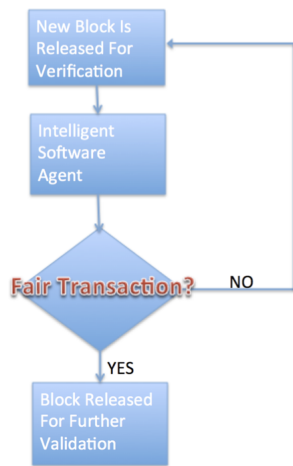 New Block Is
Released For
Verification
Intelligent
Software
Agent
Fair Transaction?
NO
YES
Block Released
For Further
Validation